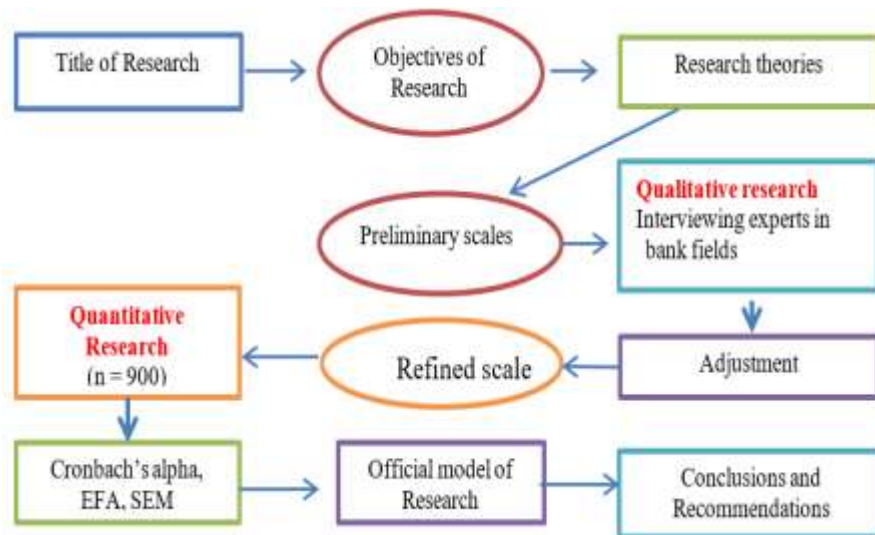 Title of Research
Objectives of
Research
Research theories
Preliminary scales
Qualitative research
Interviewing experts in
bank fields
Adjustment
Refined scale
Quantitative
Research
(n = 900)
Cronbach’s alpha,
EFA, SEM
Official model of
Research
Conclusions and
Recommendations